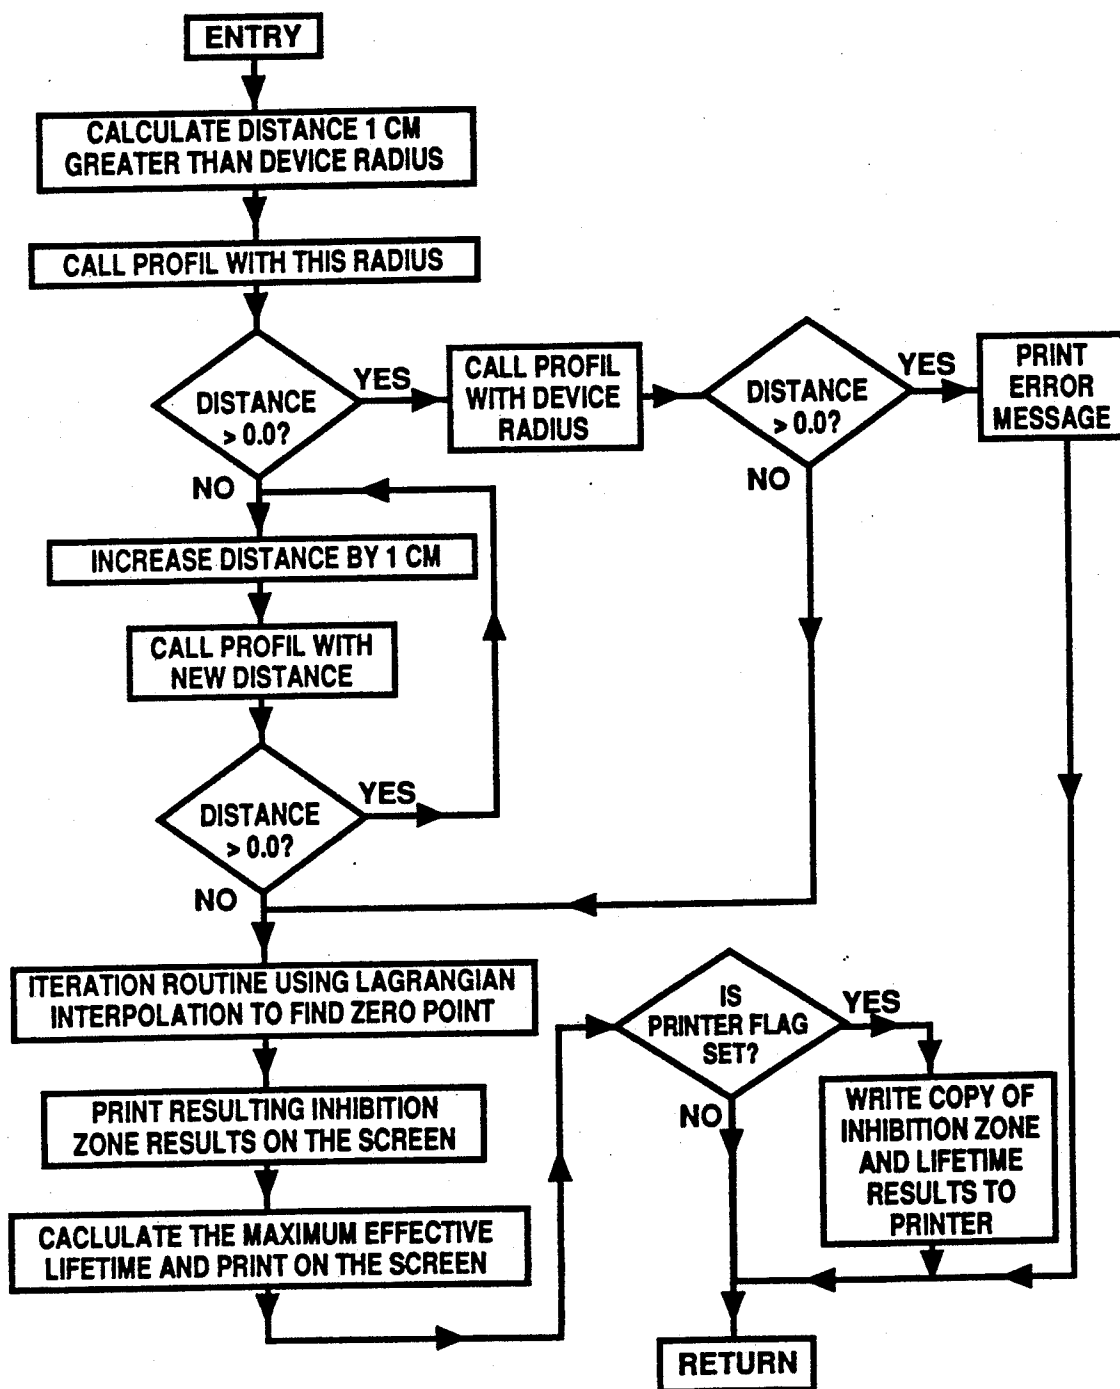 ENTRY
CALCULATE DISTANCE 1 CM
GREATER THAN DEVICE RADIUS
CALL PROFIL WITH THIS RADIUS
DISTANCE
> 0.0?
YES
NO
CALL PROFIL
WITH DEVICE
RADIUS
DISTANCE
> 0.0?
YES
NO
PRINT
ERROR
MESSAGE
INCREASE DISTANCE BY 1 CM
CALL PROFIL WITH
NEW DISTANCE
DISTANCE
> 0.0?
YES
NO
ITERATION ROUTINE USING LAGRANGIAN
INTERPOLATION TO FIND ZERO POINT
PRINT RESULTING INHIBITION
ZONE RESULTS ON THE SCREEN
CACLULATE THE MAXIMUM EFFECTIVE
LIFETIME AND PRINT ON THE SCREEN
IS
PRINTER FLAG
SET?
YES
NO
WRITE COPY OF
INHIBITION ZONE
AND LIFETIME
RESULTS TO
PRINTER
RETURN